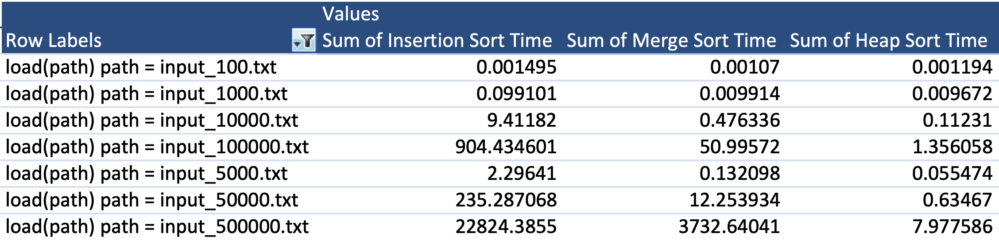 Values
Row Labels Sum of Insertion Sort Time Sum of Merge Sort Time Sum of Heap Sort Time
load(path) path = input_100.txt 0.001495 0.00107 0.001194
load(path) path = input_1000.txt 0.099101 0.009914 0.009672
load(path) path = input_10000.txt 9.41182 0.476336 0.11231
load(path) path = input_100000.txt 904.434601 50.99572 1.356058
load(path) path = input_5000.txt 2.29641 0.132098 0.055474
load(path) path = input_50000.txt 235.287068 12.253934 0.63467
load(path) path = input_500000.txt 22824.3855 3732.64041 7.977586